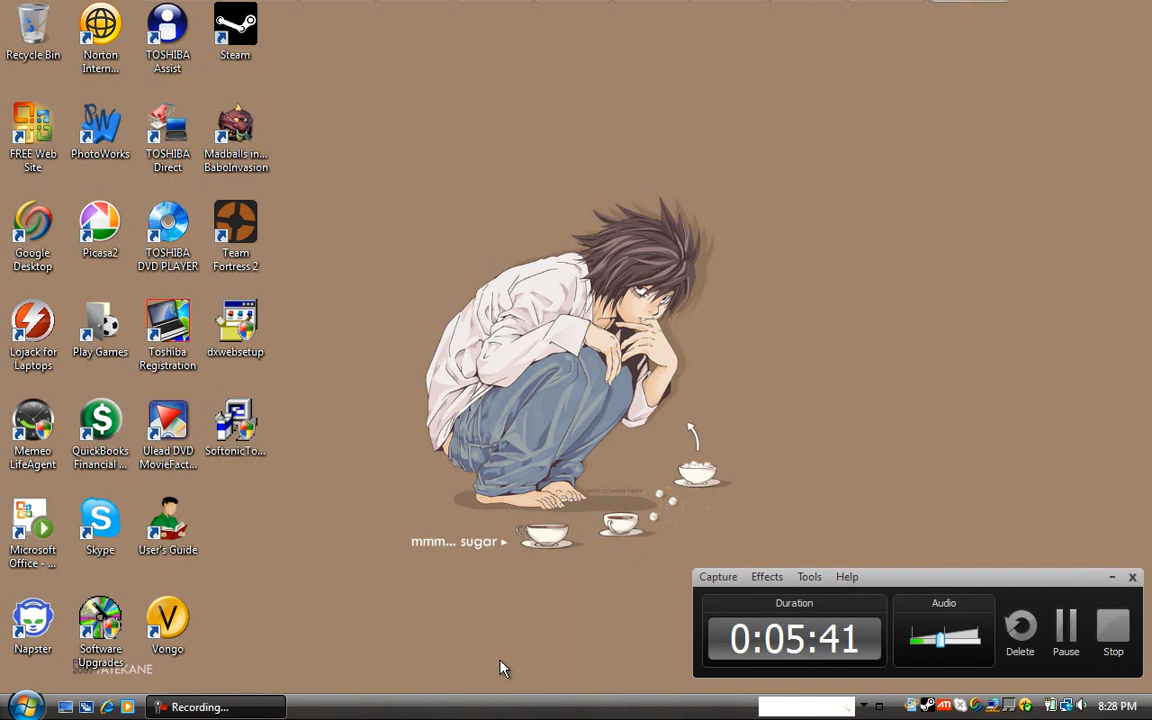 Recycle Bin
Norton
Intern...
TOSHIBA
Assist
Steam
FREE Web
Site
PhotoWorks
TOSHIBA
Direct
Madballs in...
BaboInvasion
Google
Desktop
Picasa2
TOSHIBA
DVD PLAYER
Team
Fortress 2
Lojack for
Laptops
Play Games
Toshiba
Registration
dxwebsetup
Memeo
LifeAgent
QuickBooks
Financial ...
Ulead DVD
MovieFact...
SoftonicTo...
Microsoft
Office - ...
Skype
User's Guide
Napster
Software
Upgrades
Vongo
mmm... sugar ▸
Capture Effects Tools Help
Duration
0:05:41
Audio
Delete
Pause
Stop
Recording...
ATI
8:28 PM